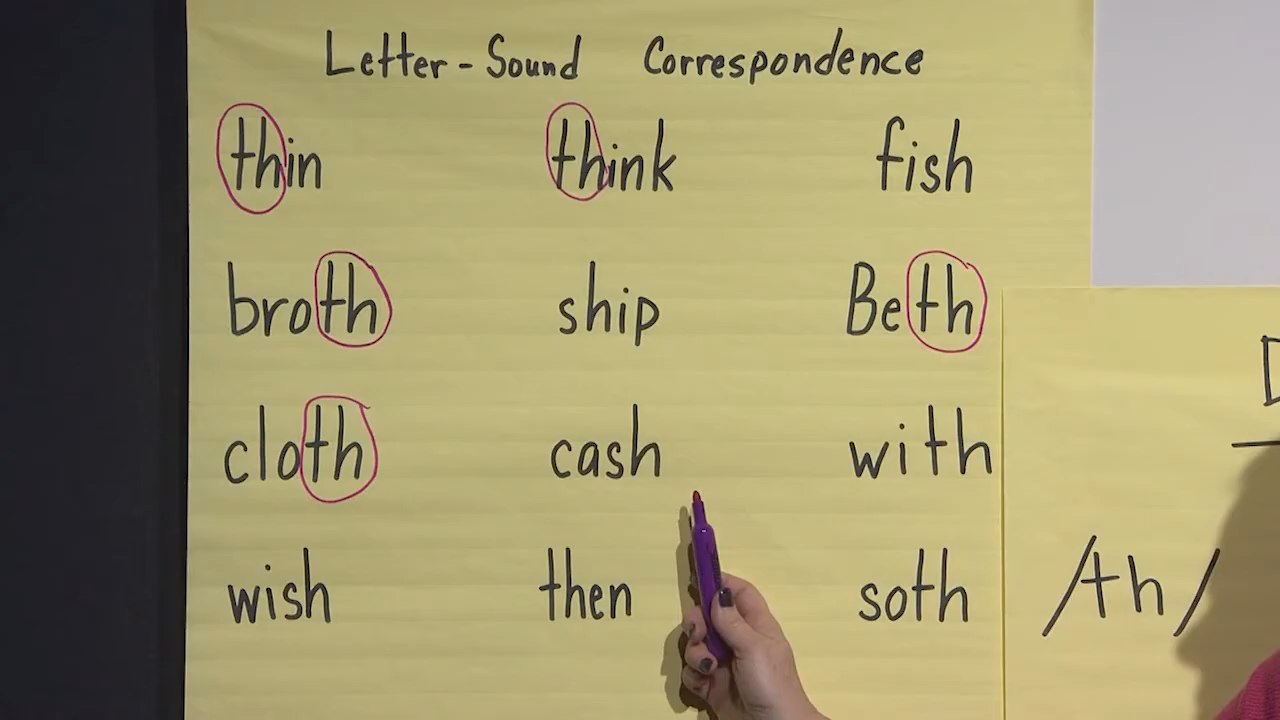 Letter-Sound Correspondence
thin think fish
broth ship Beth
cloth cash with
wish then soth
/th/